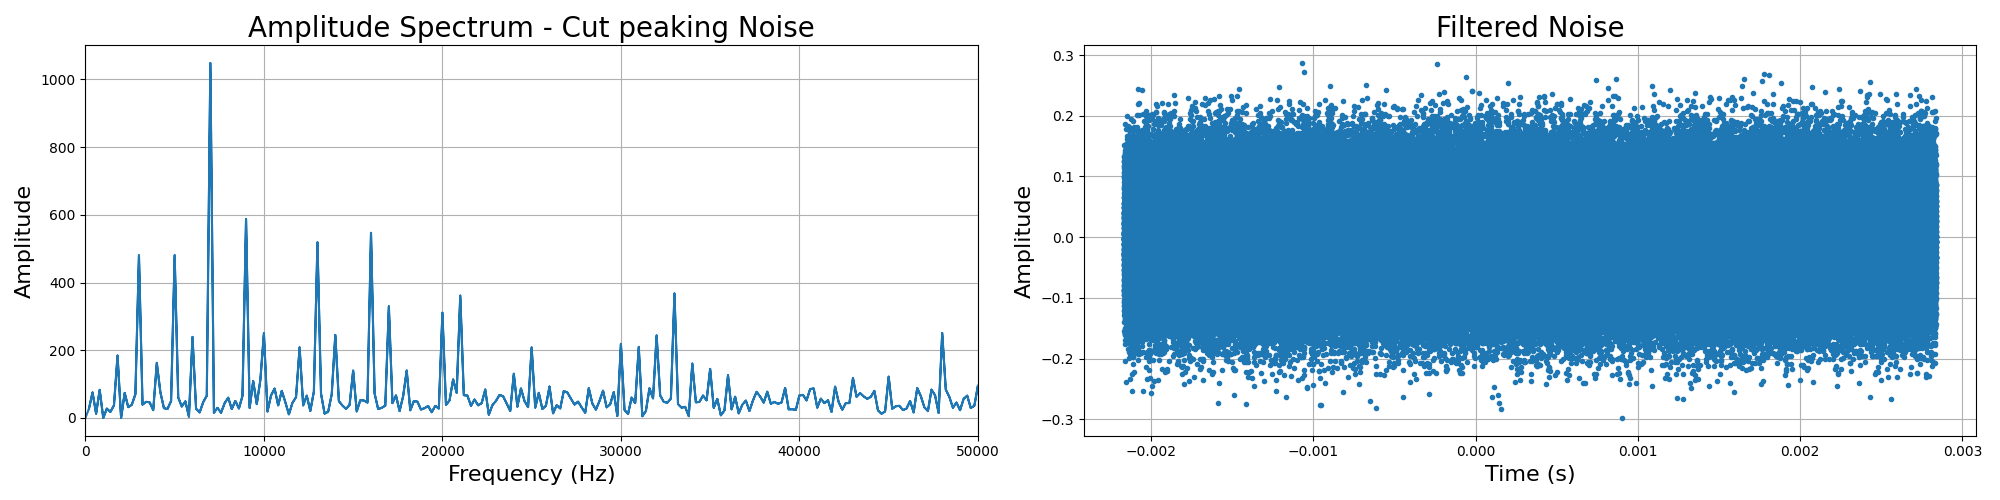 Amplitude Spectrum - Cut peaking Noise
Amplitude
1000
800
600
400
200
0
0 10000 20000 30000 40000 50000
Frequency (Hz)
Filtered Noise
Amplitude
0.3
0.2
0.1
0.0
−0.1
−0.2
−0.3
−0.002 −0.001 0.000 0.001 0.002 0.003
Time (s)